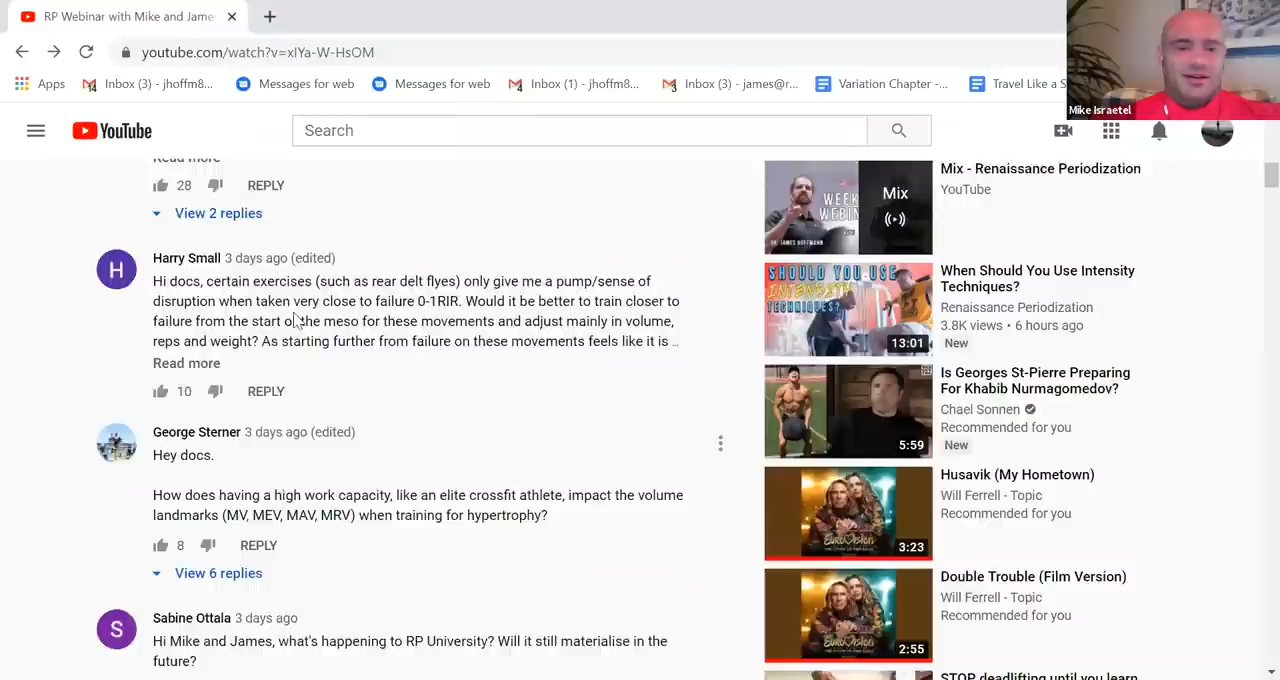 RP Webinar with Mike and Jame
youtube.com/watch?v=xIYa-W-HsOM
Apps
Inbox (3) - jhoffm8...
Messages for web
Messages for web
Inbox (1) - jhoffm8...
Inbox (3) - james@r...
Variation Chapter -...
Travel Like a S
Mike Israetel
YouTube
Search
Read more
28
REPLY
View 2 replies
H
Harry Small 3 days ago (edited)
Hi docs, certain exercises (such as rear delt flyes) only give me a pump/sense of
disruption when taken very close to failure 0-1RIR. Would it be better to train closer to
failure from the start of the meso for these movements and adjust mainly in volume,
reps and weight? As starting further from failure on these movements feels like it is ...
Read more
10
REPLY
George Sterner 3 days ago (edited)
Hey docs.
How does having a high work capacity, like an elite crossfit athlete, impact the volume
landmarks (MV, MEV, MAV, MRV) when training for hypertrophy?
8
REPLY
View 6 replies
S
Sabine Ottala 3 days ago
Hi Mike and James, what's happening to RP University? Will it still materialise in the
future?
WEEK
WEBIN
DR. JAMES HOFFMANN
Mix
Mix - Renaissance Periodization
YouTube
SHOULD YOU USE
INTENSITY
TECHNIQUES?
13:01
When Should You Use Intensity
Techniques?
Renaissance Periodization
3.8K views • 6 hours ago
New
5:59
Is Georges St-Pierre Preparing
For Khabib Nurmagomedov?
Chael Sonnen
Recommended for you
New
EUROVISION
3:23
Husavik (My Hometown)
Will Ferrell - Topic
Recommended for you
EUROVISION
2:55
Double Trouble (Film Version)
Will Ferrell - Topic
Recommended for you
STOP deadlifting until you learn